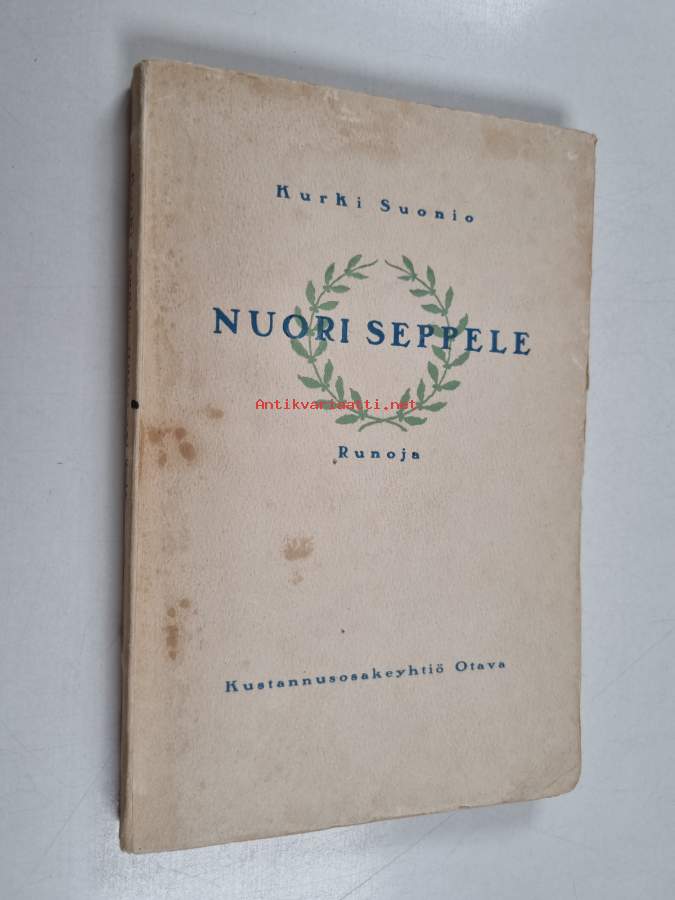 Kurki Suonio
NUORI SEPPELE
Antikvariaatti.net
Runoja
Kustannusosakeyhtiö Otava